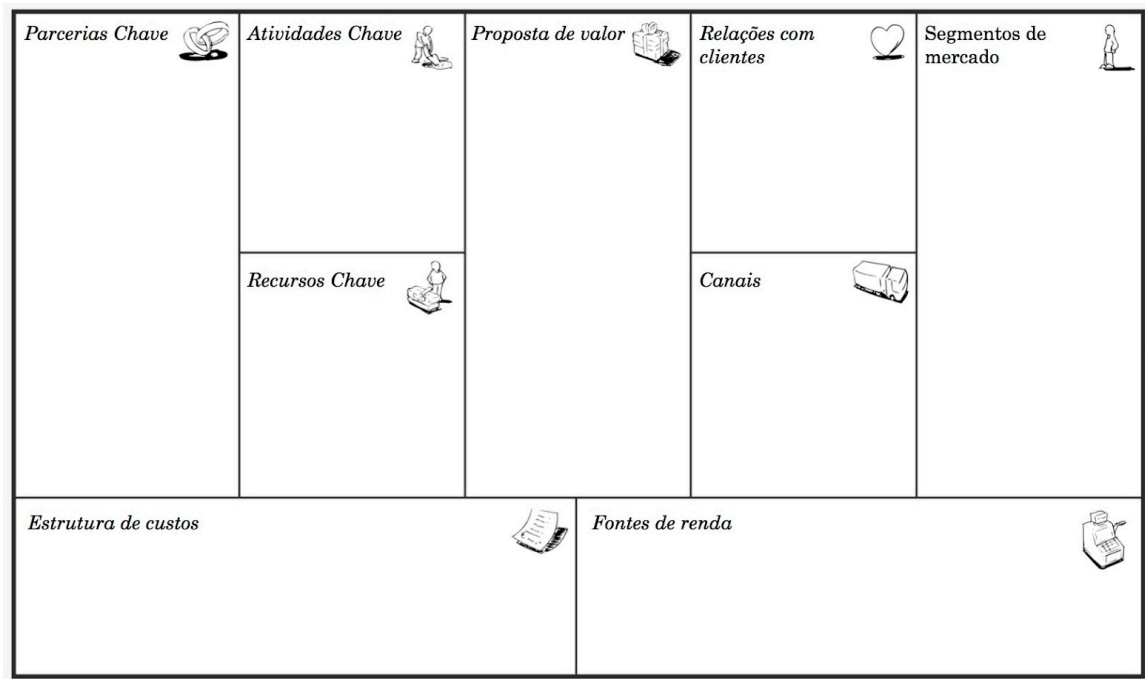 Parcerias Chave
Atividades Chave
Proposta de valor
Relações com
clientes
Segmentos de
mercado
Recursos Chave
Canais
Estrutura de custos
Fontes de renda